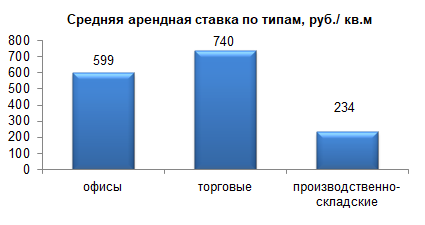 Средняя арендная ставка по типам, руб./ кв.м
800
700
600
500
400
300
200
100
0
599
740
234
офисы
торговые
производственно-
складские